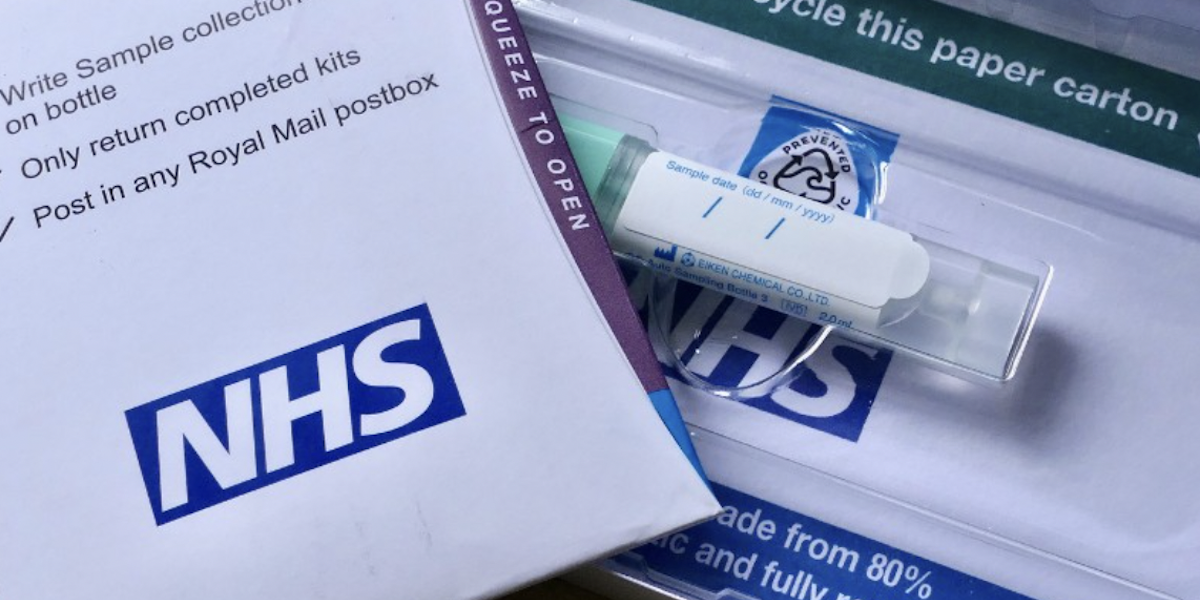 Write Sample collection
on bottle
Only return completed kits
Post in any Royal Mail postbox
NHS
QUEEZE TO OPEN
ycle this paper carton
PREVENTED
Sample date (dd / mm / yyyy)
/ /
EIKEN CHEMICAL CO.,LTD.
Auto Sampling Bottle 3 IVD 2.0ml
NHS
ade from 80%
ic and fully